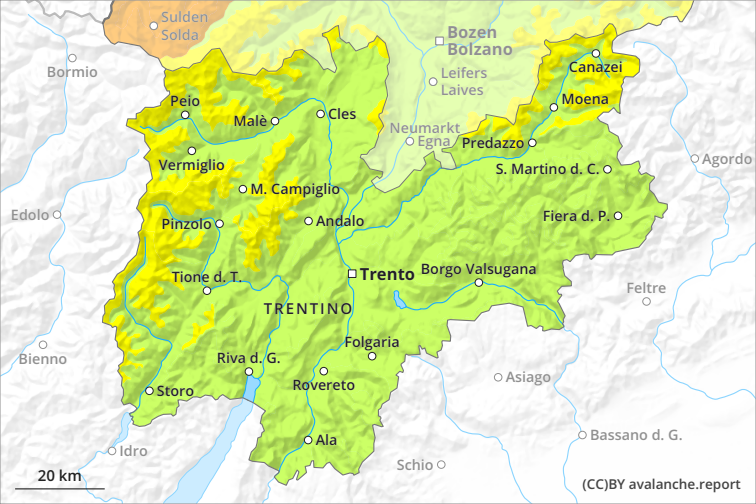 Sulden
Solda
Bozen
Bolzano
Bormio
Canazei
Leifers
Laives
Peio
Moena
Malè
Cles
Neumarkt
Egna
Predazzo
Vermiglio
Agordo
S. Martino d. C.
M. Campiglio
Edolo
Fiera d. P.
Pinzolo
Andalo
Trento
Borgo Valsugana
Tione d. T.
Feltre
TRENTINO
Folgaria
Bienno
Riva d. G.
Asiago
Rovereto
Storo
Bassano d. G.
Ala
Idro
Schio
20 km
(CC)BY avalanche.report